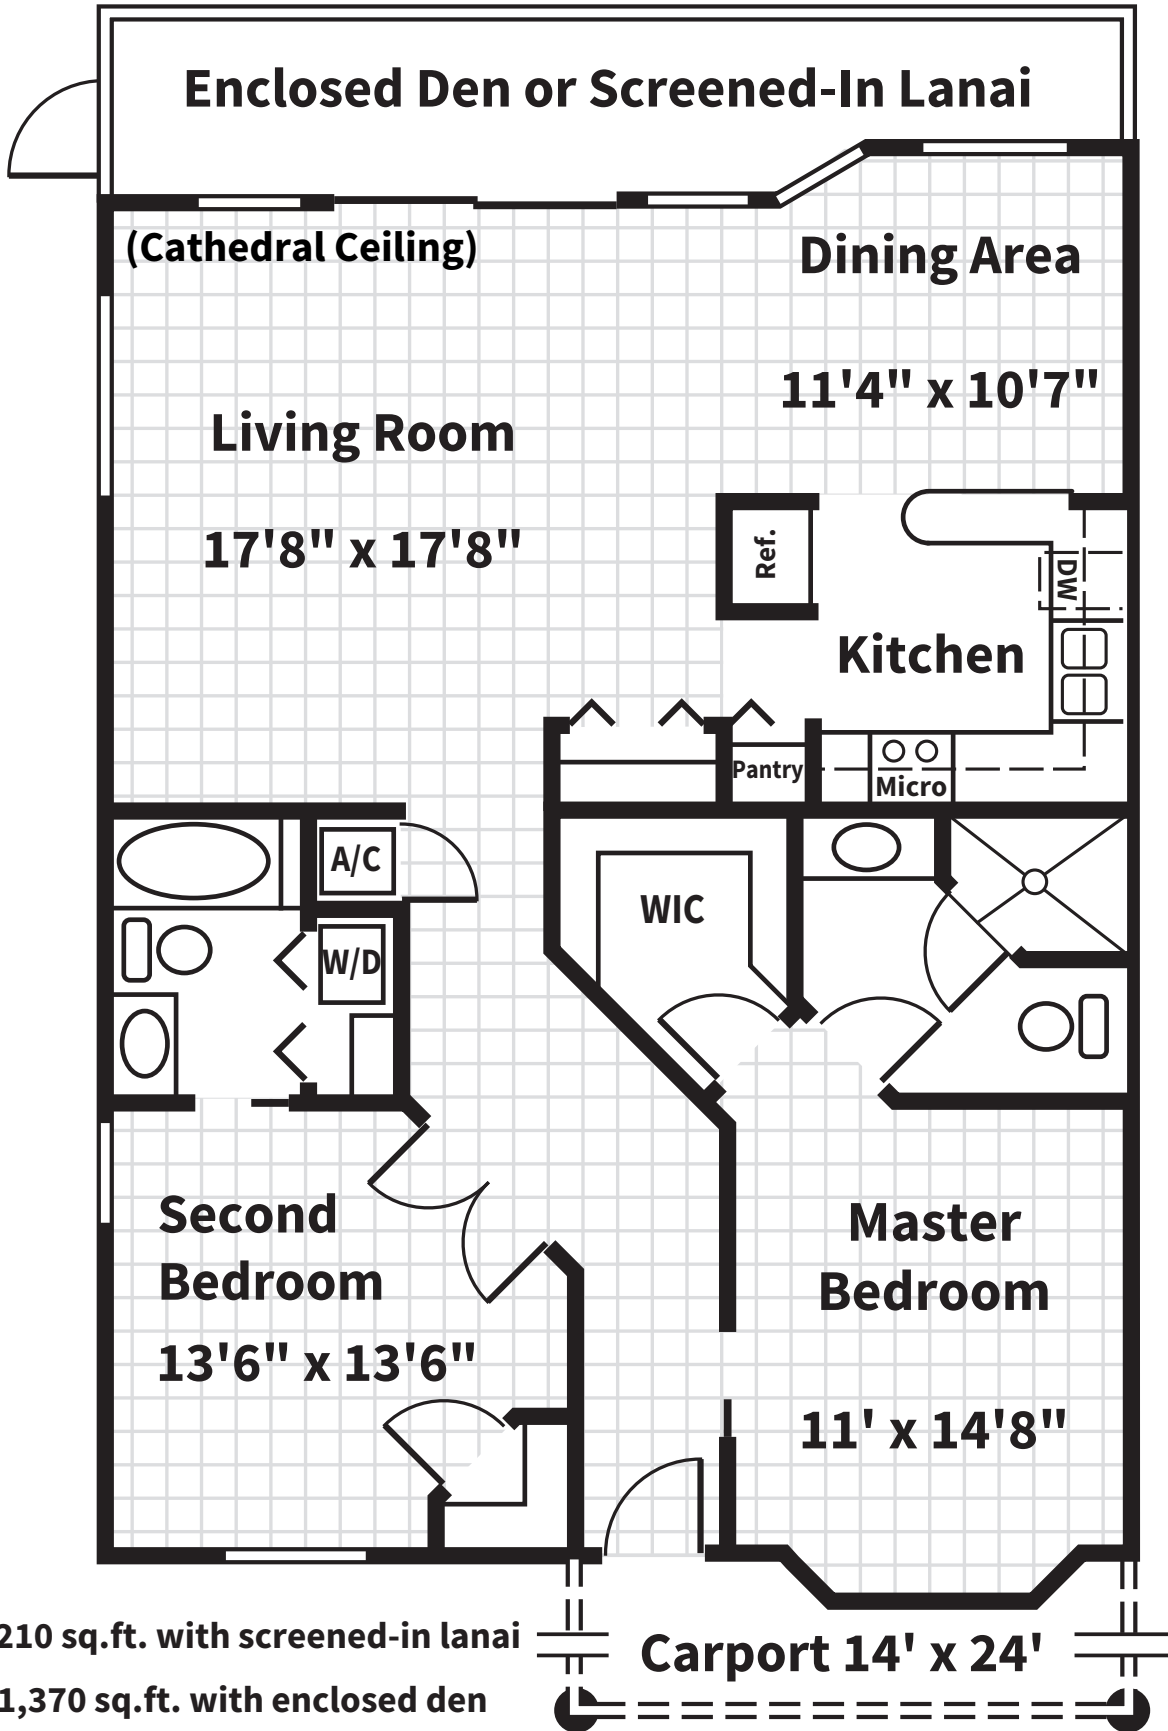 Enclosed Den or Screened-In Lanai
(Cathedral Ceiling)
Dining Area
11'4" x 10'7"
Living Room
17'8" x 17'8"
Ref.
DW
Kitchen
Pantry
Micro
A/C
WIC
W/D
Second
Bedroom
13'6" x 13'6"
Master
Bedroom
11' x 14'8"
210 sq.ft. with screened-in lanai
Carport 14' x 24'
1,370 sq.ft. with enclosed den